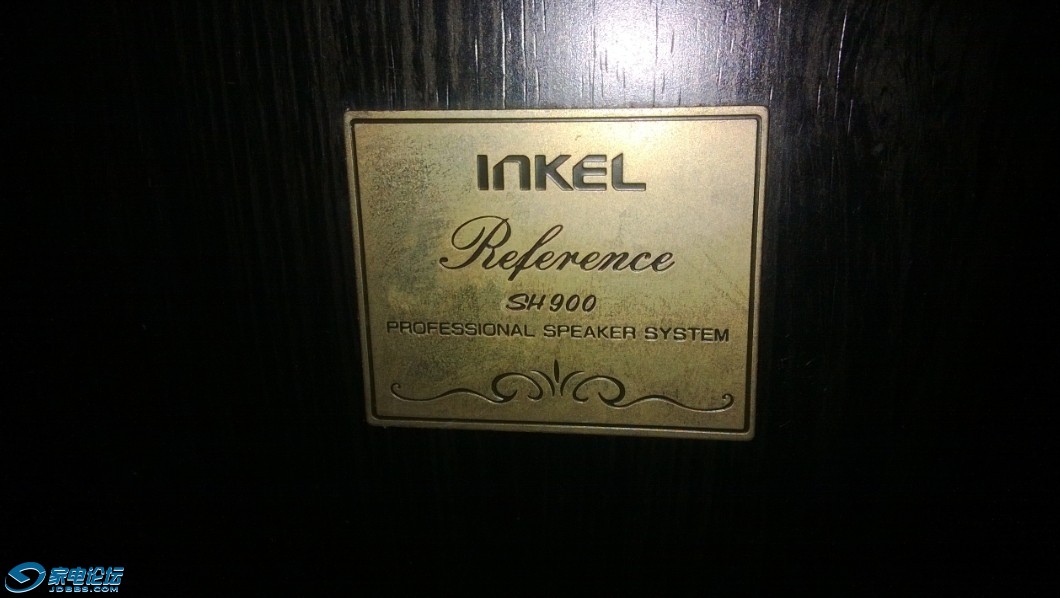 INKEL
Reference
SH900
PROFESSIONAL SPEAKER SYSTEM
家电论坛
JDBBS.COM